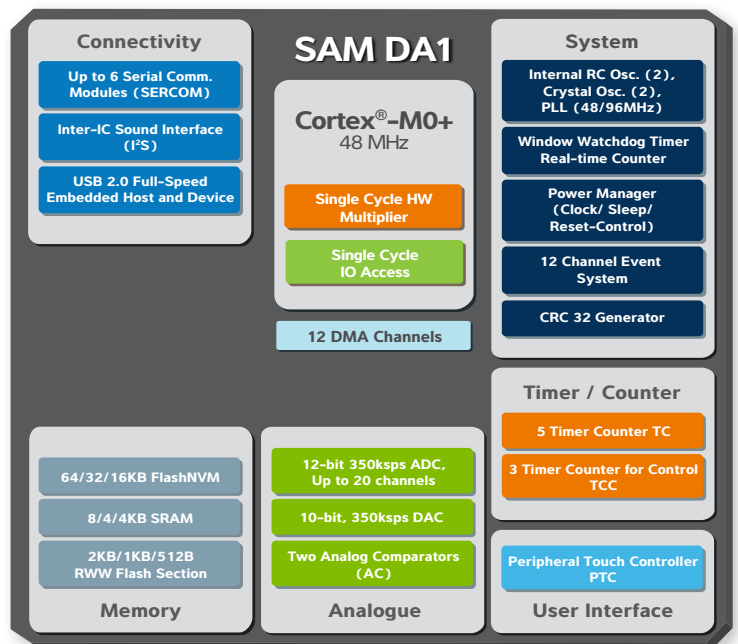 Connectivity
Up to 6 Serial Comm.
Modules (SERCOM)
Inter-IC Sound Interface
(I²S)
USB 2.0 Full-Speed
Embedded Host and Device
SAM DA1
Cortex®-M0+
48 MHz
Single Cycle HW
Multiplier
Single Cycle
IO Access
12 DMA Channels
System
Internal RC Osc. (2),
Crystal Osc. (2),
PLL (48/96MHz)
Window Watchdog Timer
Real-time Counter
Power Manager
(Clock/ Sleep/
Reset-Control)
12 Channel Event
System
CRC 32 Generator
Timer / Counter
5 Timer Counter TC
3 Timer Counter for Control
TCC
64/32/16KB FlashNVM
8/4/4KB SRAM
2KB/1KB/512B
RWW Flash Section
Memory
12-bit 350ksps ADC,
Up to 20 channels
10-bit, 350ksps DAC
Two Analog Comparators
(AC)
Analogue
Peripheral Touch Controller
PTC
User Interface